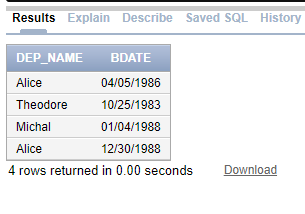 Results Explain Describe Saved SQL History
DEP_NAME BDATE
Alice 04/05/1986
Theodore 10/25/1983
Michal 01/04/1988
Alice 12/30/1988
4 rows returned in 0.00 seconds Download